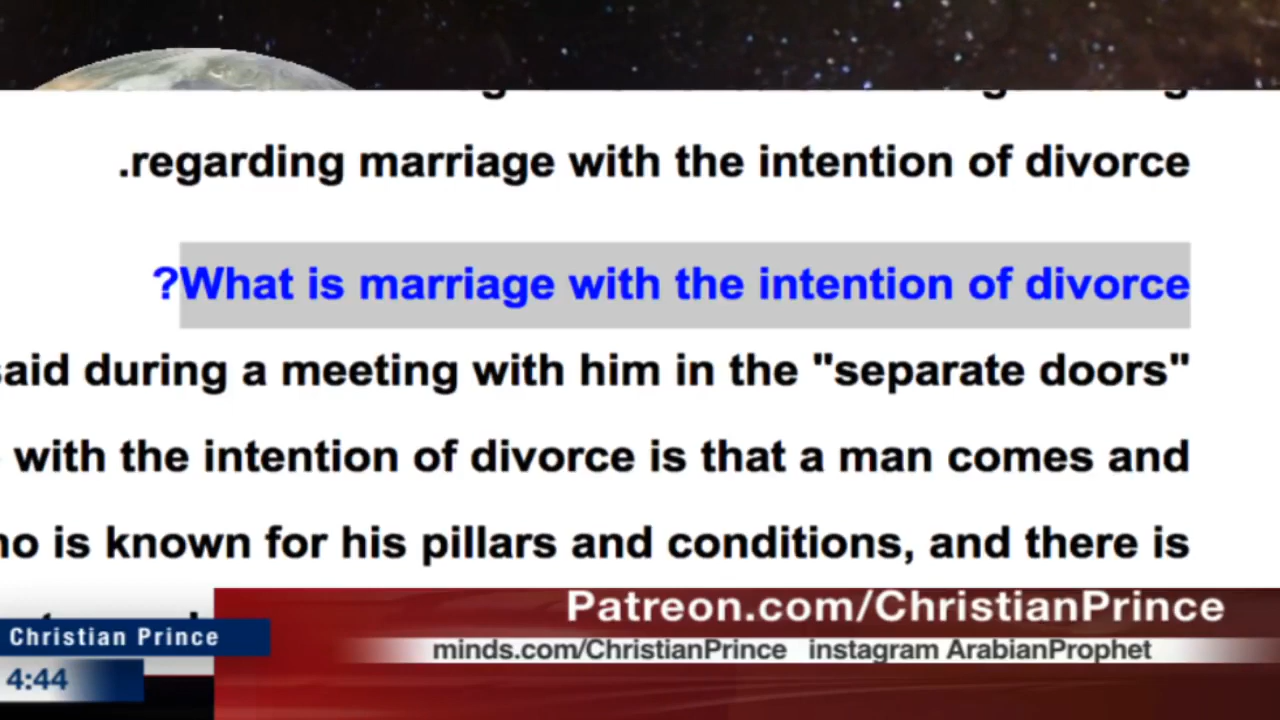 .regarding marriage with the intention of divorce
?What is marriage with the intention of divorce
said during a meeting with him in the "separate doors"
with the intention of divorce is that a man comes and
is known for his pillars and conditions, and there is
Patreon.com/ChristianPrince
Christian Prince
minds.com/ChristianPrince instagram ArabianProphet
4:44